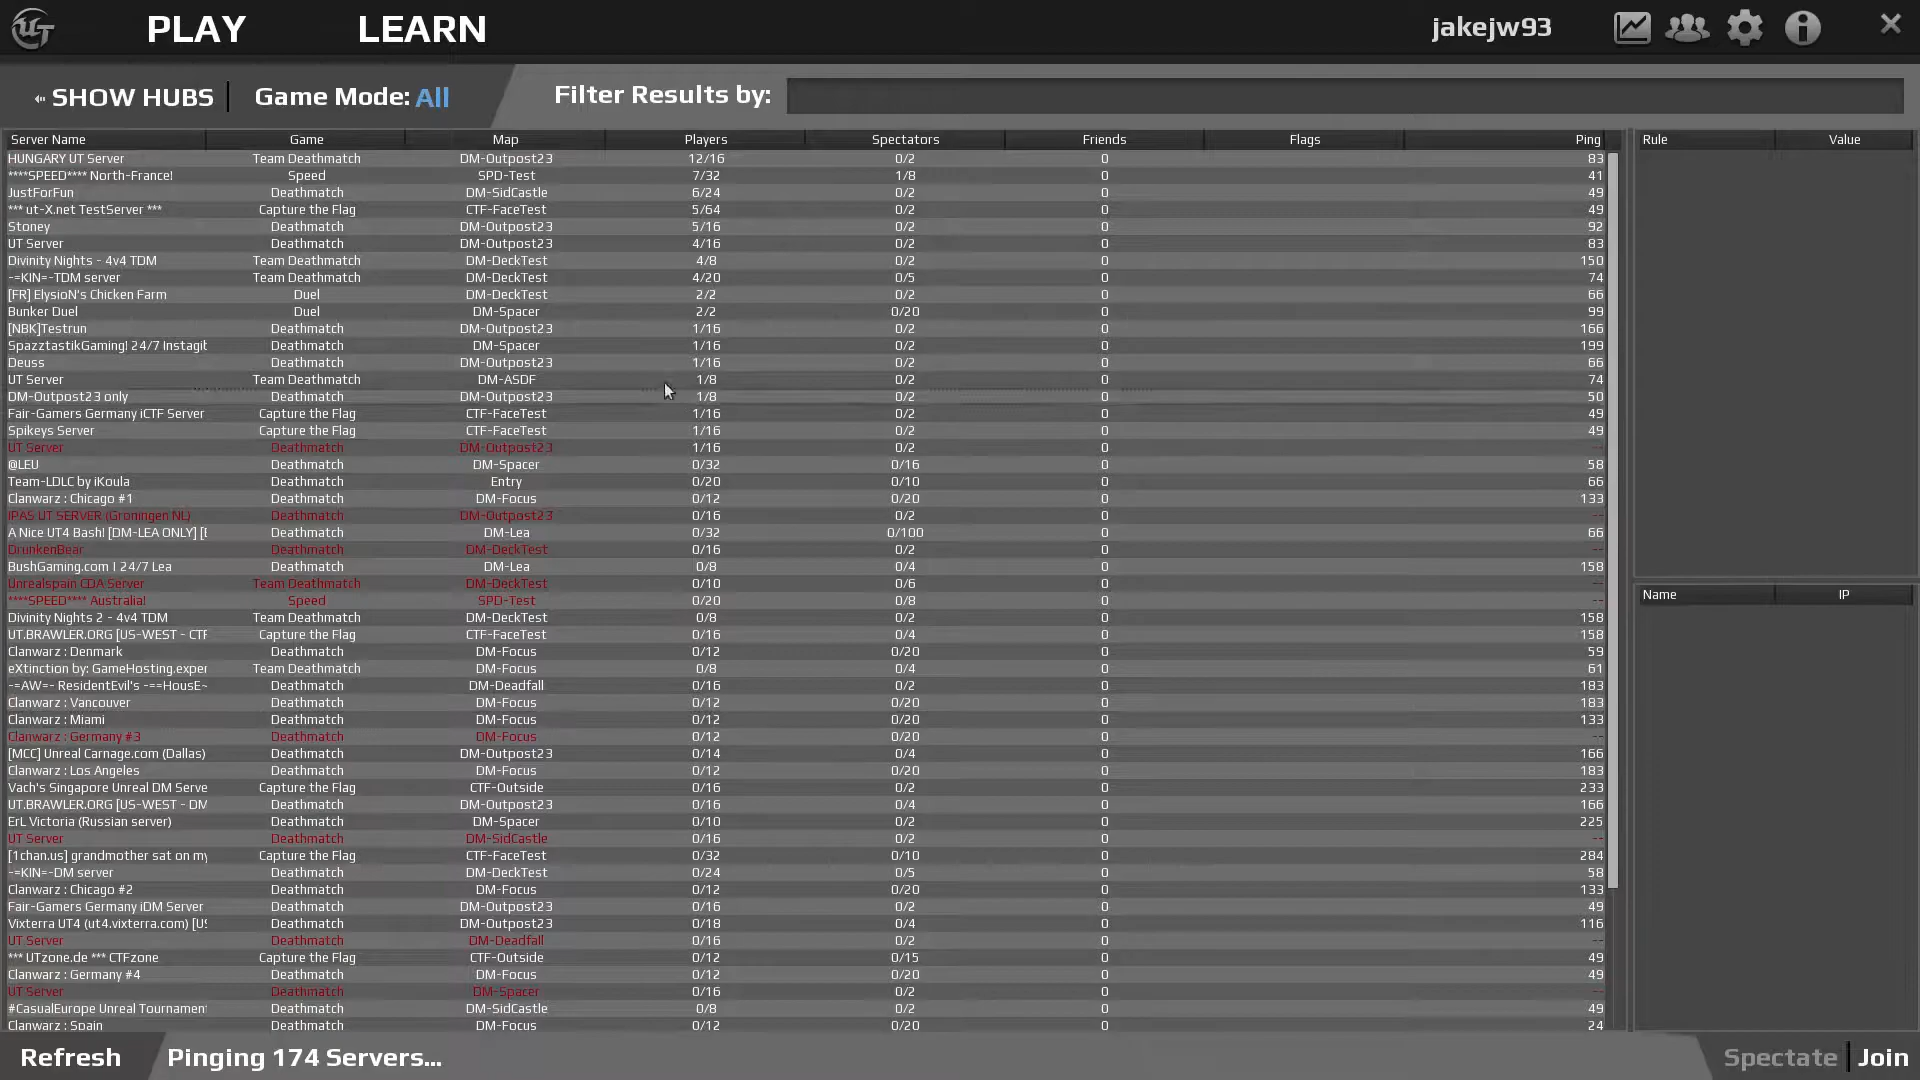 UT PLAY LEARN jakejw93
SHOW HUBS Game Mode: All Filter Results by:
Server Name Game Map Players Spectators Friends Flags Ping Rule Value
HUNGARY UT Server Team Deathmatch DM-Outpost23 12/16 0/2 0 83
****SPEED**** North-France! Speed SPD-Test 7/32 1/8 0 41
JustForFun Deathmatch DM-SidCastle 6/24 0/2 0 49
*** ut-X.net TestServer *** Capture the Flag CTF-FaceTest 5/64 0/2 0 49
Stoney Deathmatch DM-Outpost23 5/16 0/2 0 92
UT Server Deathmatch DM-Outpost23 4/16 0/2 0 83
Divinity Nights - 4v4 TDM Team Deathmatch DM-DeckTest 4/8 0/2 0 150
-=KIN=-TDM server Team Deathmatch DM-DeckTest 4/20 0/5 0 74
[FR] ElysioN's Chicken Farm Duel DM-DeckTest 2/2 0/2 0 66
Bunker Duel Duel DM-Spacer 2/2 0/20 0 99
[NBK]Testrun Deathmatch DM-Outpost23 1/16 0/2 0 166
SpazztastikGaming! 24/7 Instagit Deathmatch DM-Spacer 1/16 0/2 0 199
Deuss Deathmatch DM-Outpost23 1/16 0/2 0 66
UT Server Team Deathmatch DM-ASDF 1/8 0/2 0 74
DM-Outpost23 only Deathmatch DM-Outpost23 1/8 0/2 0 50
Fair-Gamers Germany iCTF Server Capture the Flag CTF-FaceTest 1/16 0/2 0 49
Spikeys Server Capture the Flag CTF-FaceTest 1/16 0/2 0 49
UT Server Deathmatch DM-Outpost23 1/16 0/2 0 --
@LEU Deathmatch DM-Spacer 0/32 0/16 0 58
Team-LDLC by iKoula Deathmatch Entry 0/20 0/10 0 66
Clanwarz : Chicago #1 Deathmatch DM-Focus 0/12 0/20 0 133
IPAS UT SERVER (Groningen NL) Deathmatch DM-Outpost23 0/16 0/2 0 --
A Nice UT4 Bash! [DM-LEA ONLY] [E Deathmatch DM-Lea 0/32 0/100 0 66
DrunkenBear Deathmatch DM-DeckTest 0/16 0/2 0 --
BushGaming.com | 24/7 Lea Deathmatch DM-Lea 0/8 0/4 0 158
Unrealspain CDA Server Team Deathmatch DM-DeckTest 0/10 0/6 0 --
Name IP
****SPEED**** Australia! Speed SPD-Test 0/20 0/8 0 --
Divinity Nights 2 - 4v4 TDM Team Deathmatch DM-DeckTest 0/8 0/2 0 158
UT.BRAWLER.ORG [US-WEST - CTF Capture the Flag CTF-FaceTest 0/16 0/4 0 158
Clanwarz : Denmark Deathmatch DM-Focus 0/12 0/20 0 59
eXtinction by: GameHosting.exper Team Deathmatch DM-Focus 0/8 0/4 0 61
-=AW=- ResidentEvil's -==HousE~ Deathmatch DM-Deadfall 0/16 0/2 0 183
Clanwarz : Vancouver Deathmatch DM-Focus 0/12 0/20 0 183
Clanwarz : Miami Deathmatch DM-Focus 0/12 0/20 0 133
Clanwarz : Germany #3 Deathmatch DM-Focus 0/12 0/20 0 --
[MCC] Unreal Carnage.com (Dallas) Deathmatch DM-Outpost23 0/14 0/4 0 166
Clanwarz : Los Angeles Deathmatch DM-Focus 0/12 0/20 0 183
Vach's Singapore Unreal DM Serve Capture the Flag CTF-Outside 0/16 0/2 0 233
UT.BRAWLER.ORG [US-WEST - DM Deathmatch DM-Outpost23 0/16 0/4 0 166
ErL Victoria (Russian server) Deathmatch DM-Spacer 0/10 0/2 0 225
UT Server Deathmatch DM-SidCastle 0/16 0/2 0 --
[1chan.us] grandmother sat on my Capture the Flag CTF-FaceTest 0/32 0/10 0 284
-=KIN=-DM server Deathmatch DM-DeckTest 0/24 0/5 0 58
Clanwarz : Chicago #2 Deathmatch DM-Focus 0/12 0/20 0 133
Fair-Gamers Germany iDM Server Deathmatch DM-Outpost23 0/16 0/2 0 49
Vixterra UT4 (ut4.vixterra.com) [US Deathmatch DM-Outpost23 0/18 0/4 0 116
UT Server Deathmatch DM-Deadfall 0/16 0/2 0 --
*** UTzone.de *** CTFzone Capture the Flag CTF-Outside 0/12 0/15 0 49
Clanwarz : Germany #4 Deathmatch DM-Focus 0/12 0/20 0 49
UT Server Deathmatch DM-Spacer 0/16 0/2 0 --
#CasualEurope Unreal Tournament Deathmatch DM-SidCastle 0/8 0/2 0 49
Clanwarz : Spain Deathmatch DM-Focus 0/12 0/20 0 24
Refresh Pinging 174 Servers... Spectate Join